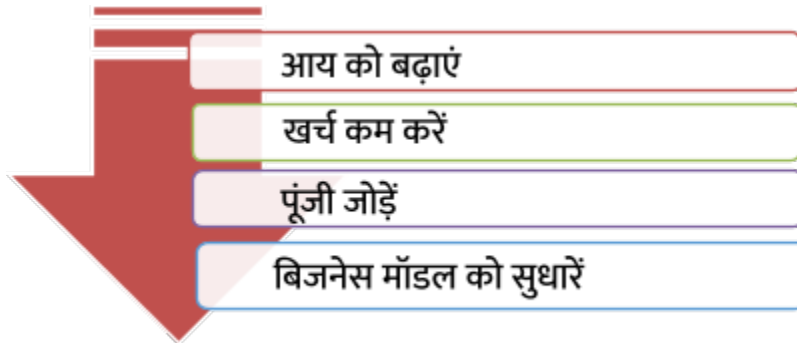 आय को बढ़ाएं
खर्च कम करें
पूंजी जोड़ें
बिजनेस मॉडल को सुधारें